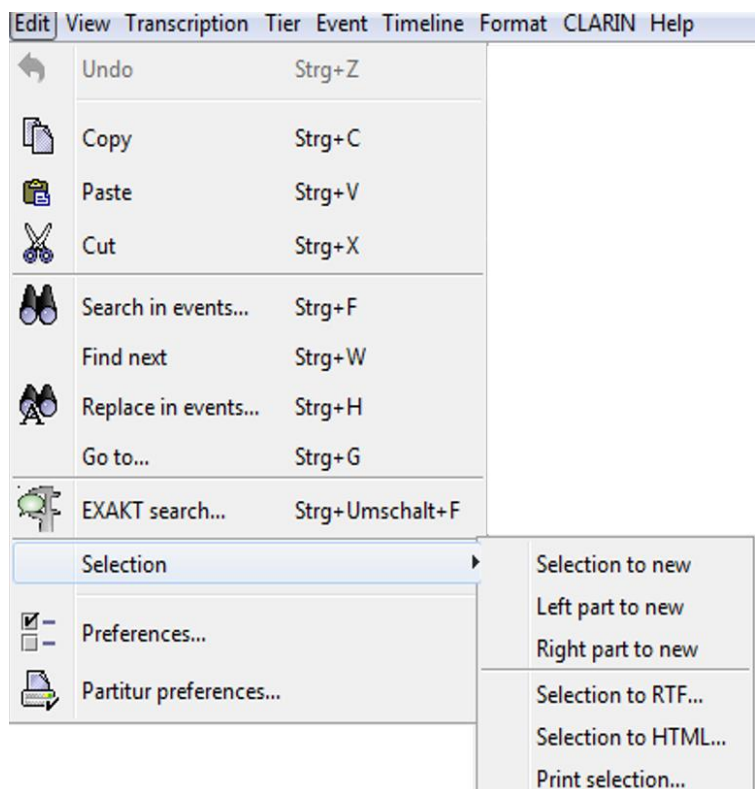 Edit View Transcription Tier Event Timeline Format CLARIN Help
Undo Strg+Z
Copy Strg+C
Paste Strg+V
Cut Strg+X
Search in events... Strg+F
Find next Strg+W
Replace in events... Strg+H
Go to... Strg+G
EXAKT search... Strg+Umschalt+F
Selection
Selection to new
Left part to new
Right part to new
Selection to RTF...
Selection to HTML...
Print selection...
Preferences...
Partitur preferences...